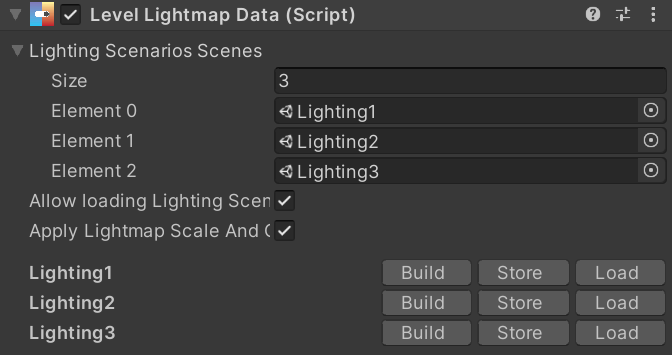 Level Lightmap Data (Script)
Lighting Scenarios Scenes
Size 3
Element 0 Lighting1
Element 1 Lighting2
Element 2 Lighting3
Allow loading Lighting Scen
Apply Lightmap Scale And
Lighting1 Build Store Load
Lighting2 Build Store Load
Lighting3 Build Store Load